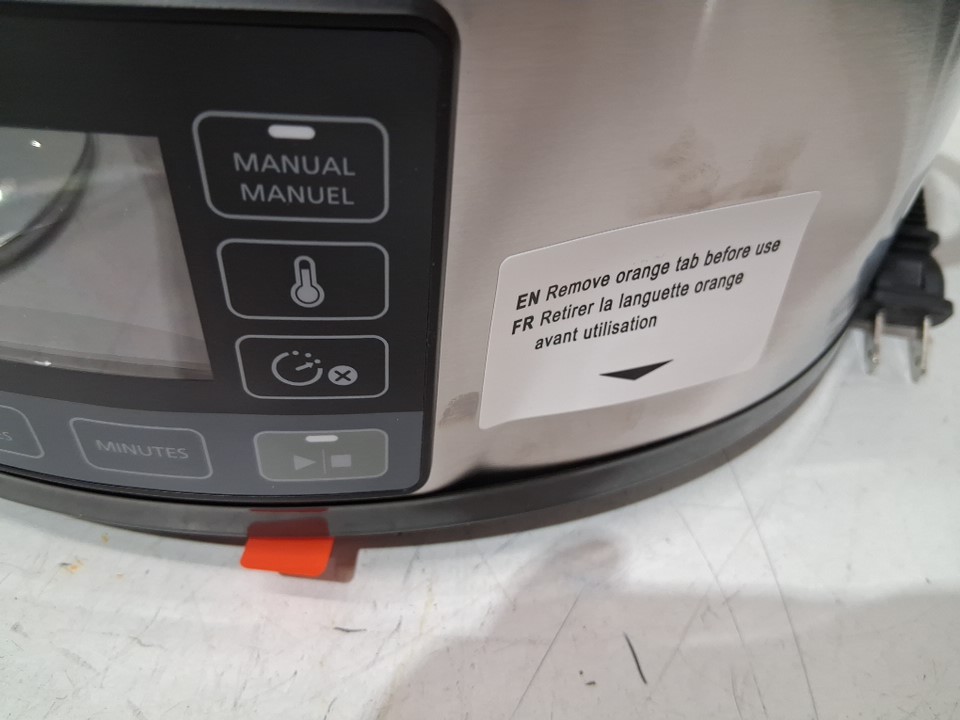 MANUAL
MANUEL
EN Remove orange tab before use
FR Retirer la languette orange
avant utilisation
MINUTES